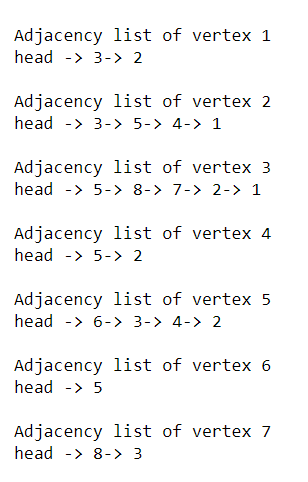 Adjacency list of vertex 1
head -> 3-> 2
Adjacency list of vertex 2
head -> 3-> 5-> 4-> 1
Adjacency list of vertex 3
head -> 5-> 8-> 7-> 2-> 1
Adjacency list of vertex 4
head -> 5-> 2
Adjacency list of vertex 5
head -> 6-> 3-> 4-> 2
Adjacency list of vertex 6
head -> 5
Adjacency list of vertex 7
head -> 8-> 3